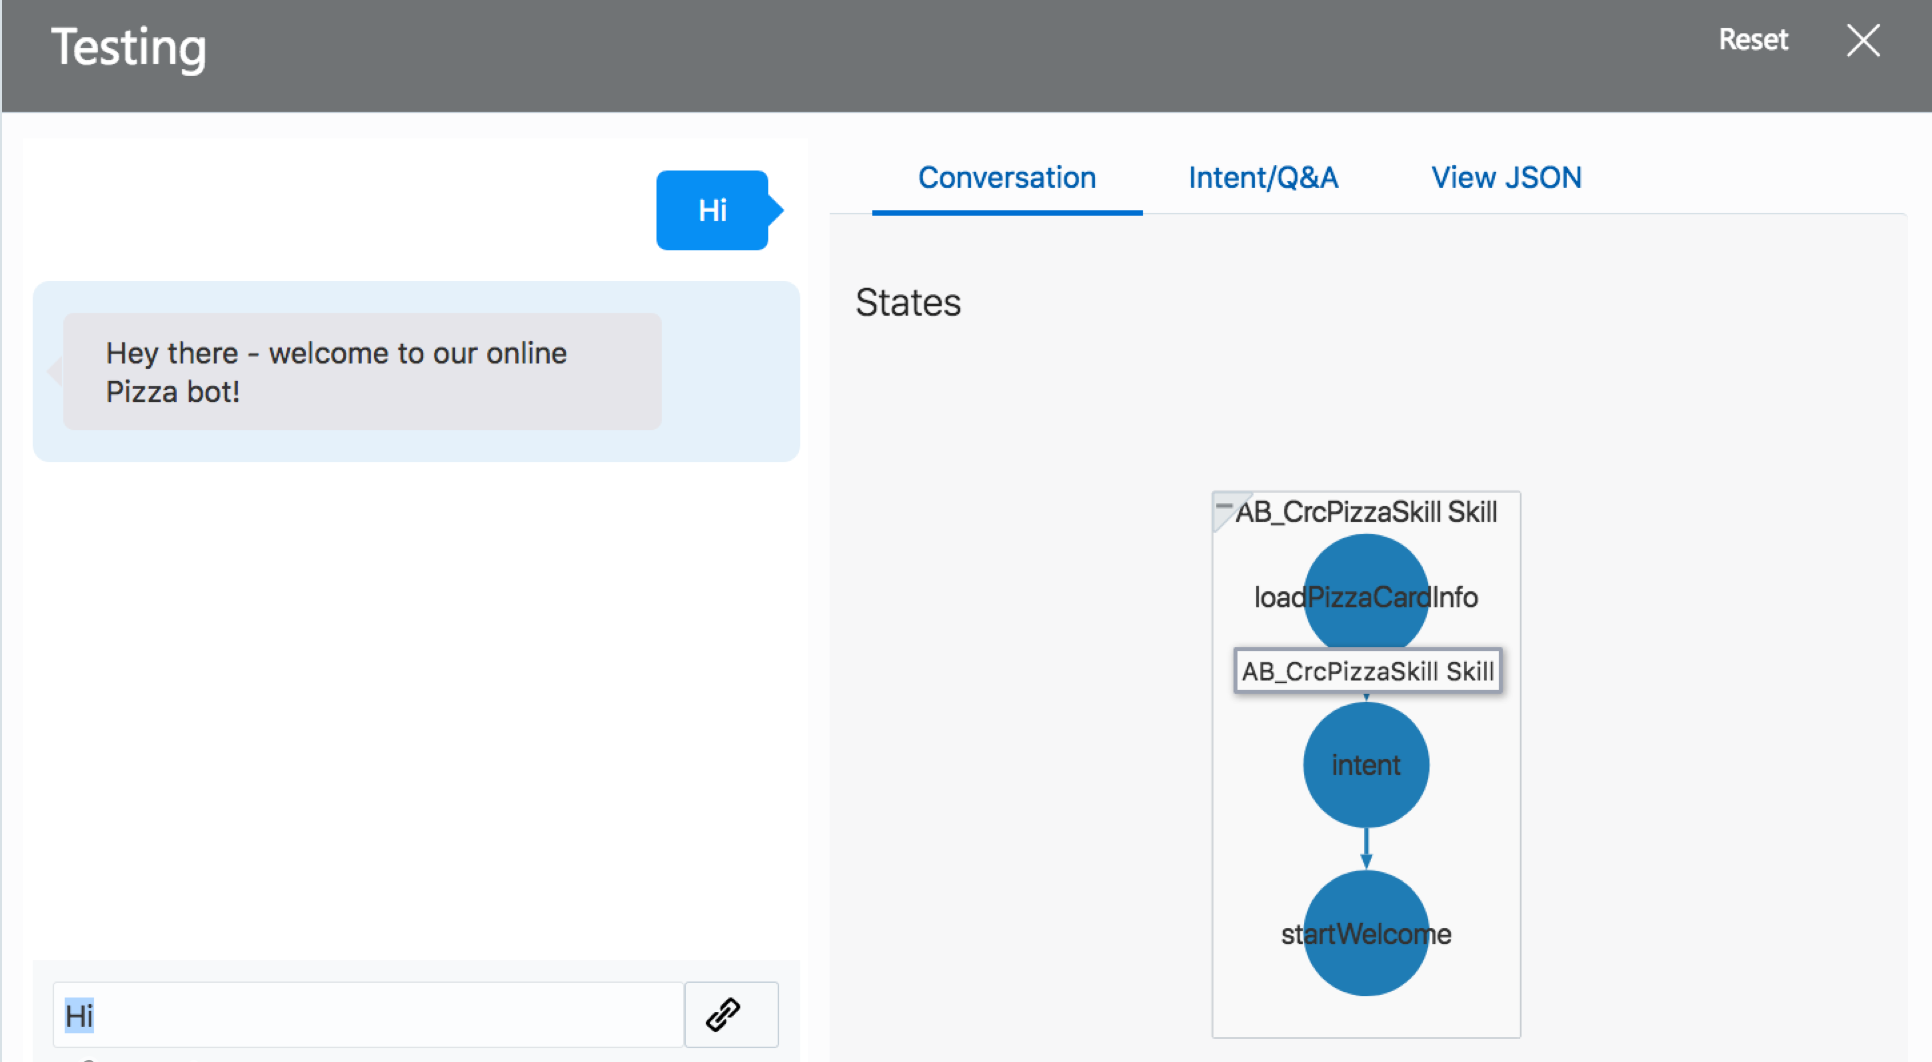 Testing
Reset
Hi
Hey there - welcome to our online
Pizza bot!
Hi
Conversation
Intent/Q&A
View JSON
States
AB_CrcPizzaSkill Skill
loadPizzaCardInfo
AB_CrcPizzaSkill Skill
intent
startWelcome